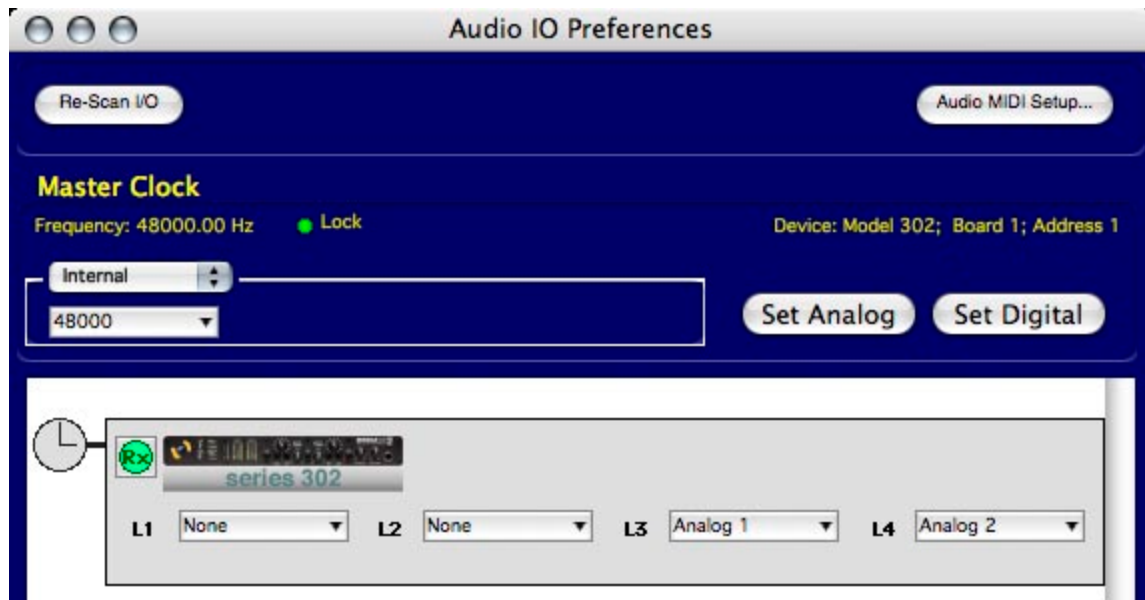 Audio IO Preferences
Re-Scan I/O
Audio MIDI Setup...
Master Clock
Frequency: 48000.00 Hz
Lock
Device: Model 302; Board 1; Address 1
Internal
48000
Set Analog
Set Digital
Rx
series 302
L1
None
L2
None
L3
Analog 1
L4
Analog 2